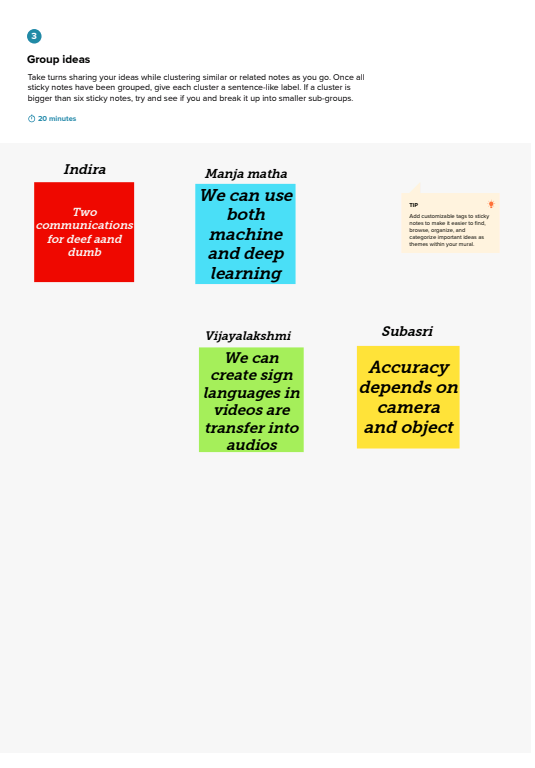 3
Group ideas
Take turns sharing your ideas while clustering similar or related notes as you go. Once all
sticky notes have been grouped, give each cluster a sentence-like label. If a cluster is
bigger than six sticky notes, try and see if you and break it up into smaller sub-groups.
20 minutes
Indira
Two
communications
for deef aand
dumb
Manja matha
We can use
both
machine
and deep
learning
TIP
Add customizable tags to sticky
notes to make it easier to find,
browse, organize, and
categorize important ideas as
themes within your mural.
Vijayalakshmi
We can
create sign
languages in
videos are
transfer into
audios
Subasri
Accuracy
depends on
camera
and object